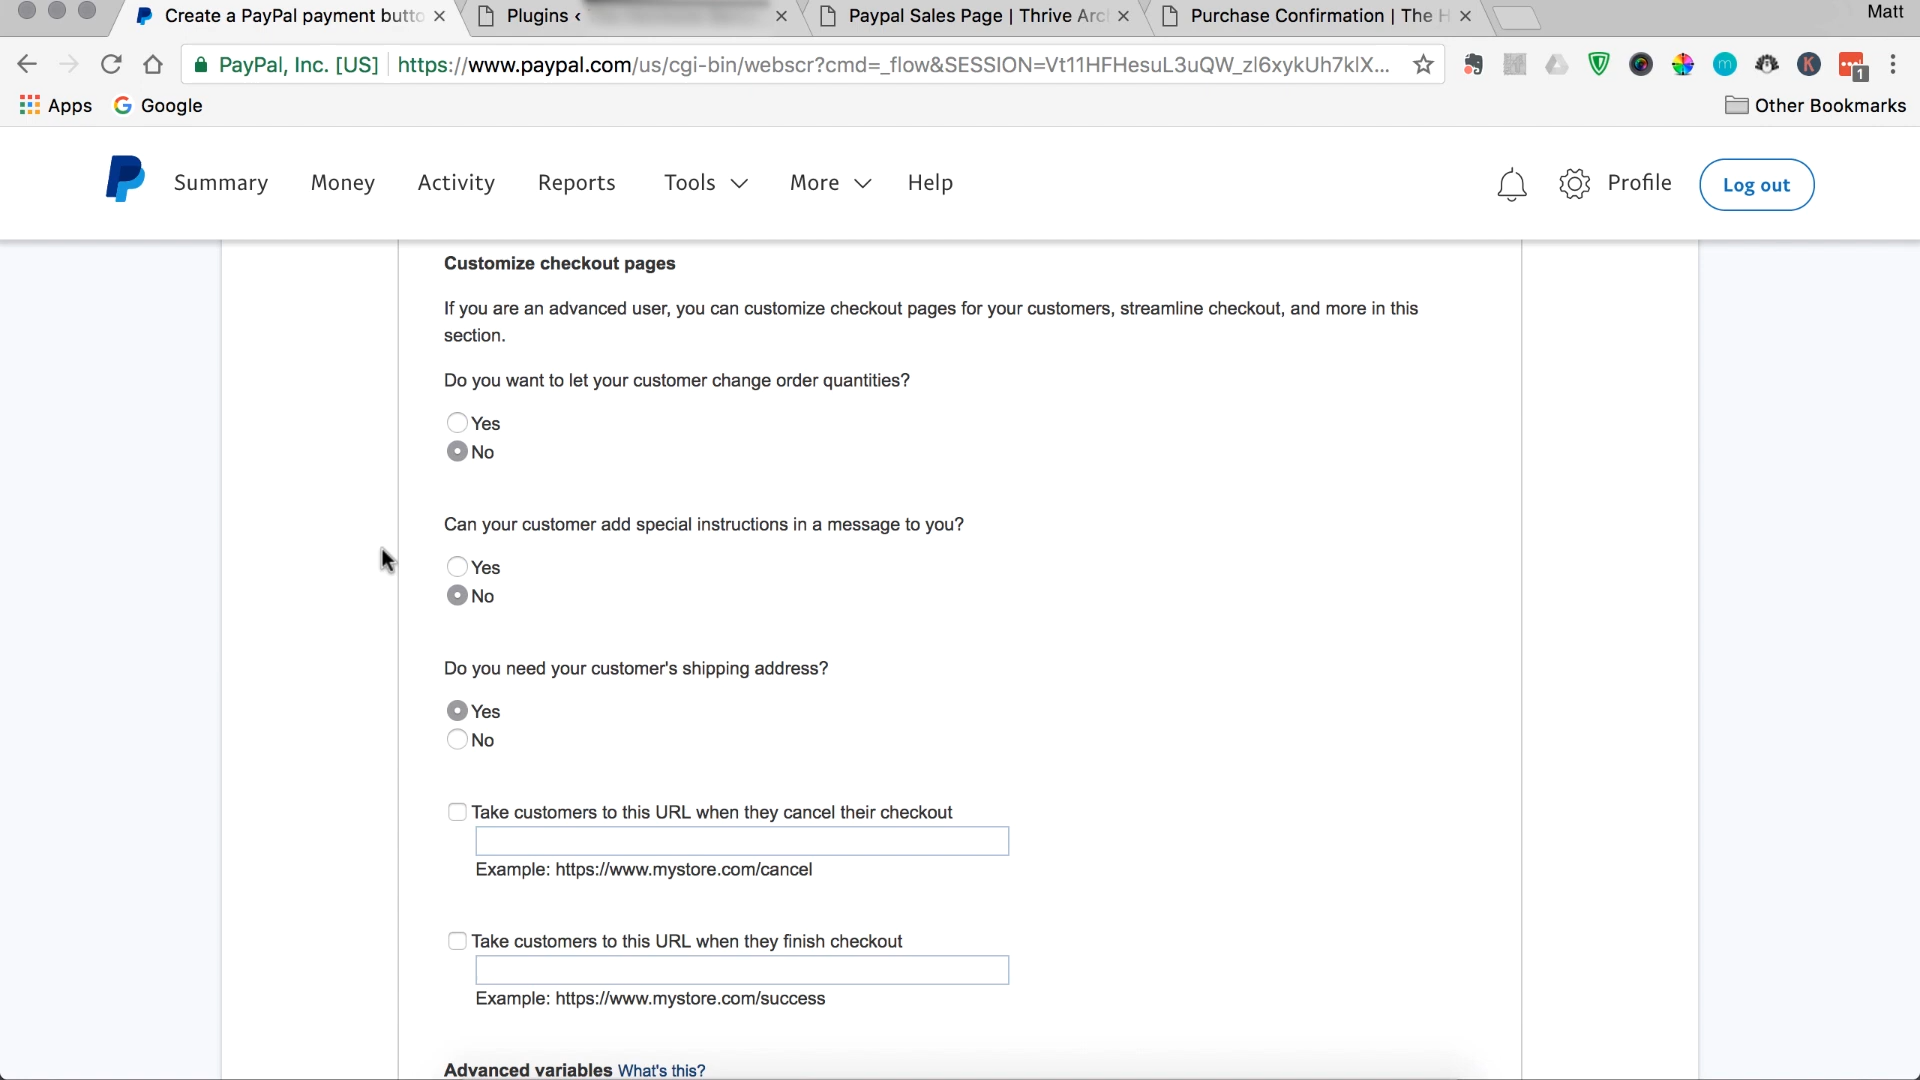 Matt
Create a PayPal payment butto
Plugins <
Paypal Sales Page | Thrive Arc
Purchase Confirmation | The H
PayPal, Inc. [US]
https://www.paypal.com/us/cgi-bin/webscr?cmd=_flow&SESSION=Vt11HFHesuL3uQW_zl6xykUh7klX...
1
Apps
Google
Other Bookmarks
Summary
Money
Activity
Reports
Tools
More
Help
Profile
Log out
Customize checkout pages
If you are an advanced user, you can customize checkout pages for your customers, streamline checkout, and more in this
section.
Do you want to let your customer change order quantities?
Yes
No
Can your customer add special instructions in a message to you?
Yes
No
Do you need your customer's shipping address?
Yes
No
Take customers to this URL when they cancel their checkout
Example: https://www.mystore.com/cancel
Take customers to this URL when they finish checkout
Example: https://www.mystore.com/success
Advanced variables What's this?